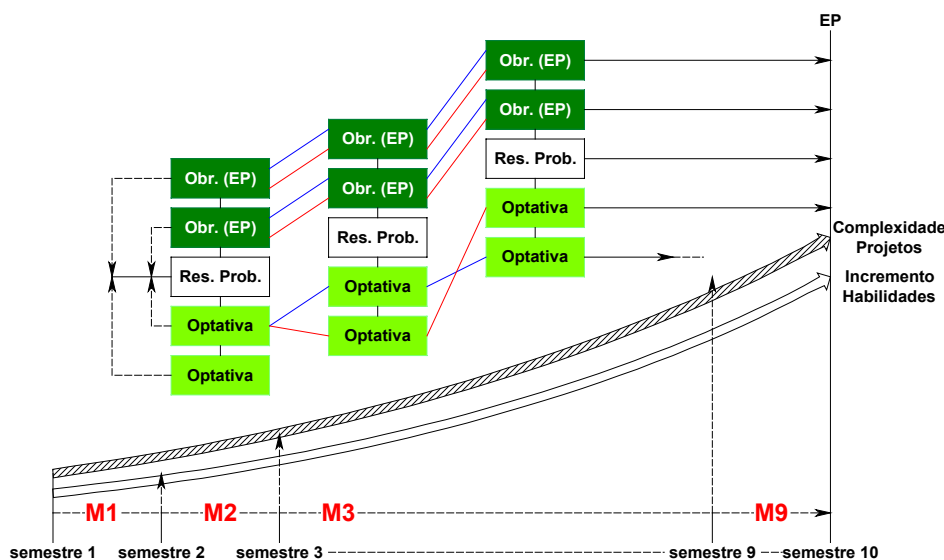 EP
Obr. (EP)
Obr. (EP)
Res. Prob.
Optativa
Optativa
Obr. (EP)
Obr. (EP)
Res. Prob.
Optativa
Optativa
Obr. (EP)
Obr. (EP)
Res. Prob.
Optativa
Optativa
Complexidade
Projetos
Incremento
Habilidades
M1
M2
M3
M9
semestre 1
semestre 2
semestre 3
semestre 9
semestre 10